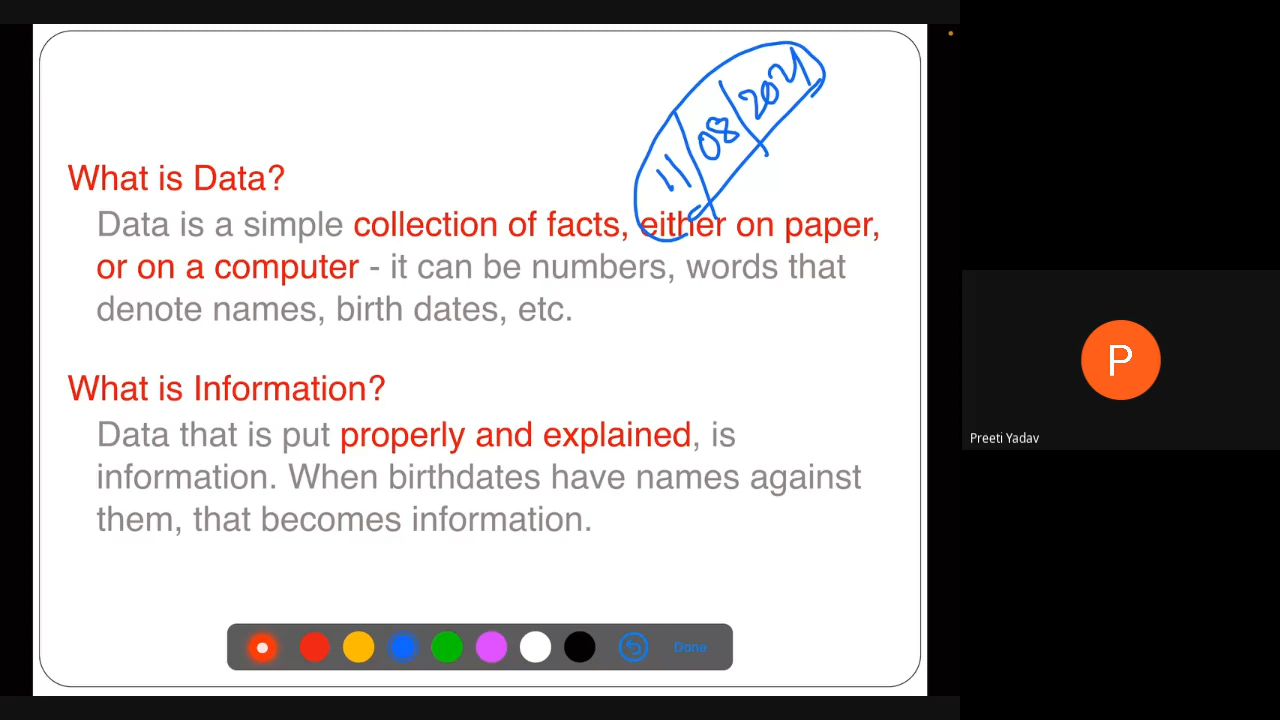 11/08/2021
What is Data?
Data is a simple collection of facts, either on paper,
or on a computer - it can be numbers, words that
denote names, birth dates, etc.
What is Information?
Data that is put properly and explained, is
information. When birthdates have names against
them, that becomes information.
Done
P
Preeti Yadav